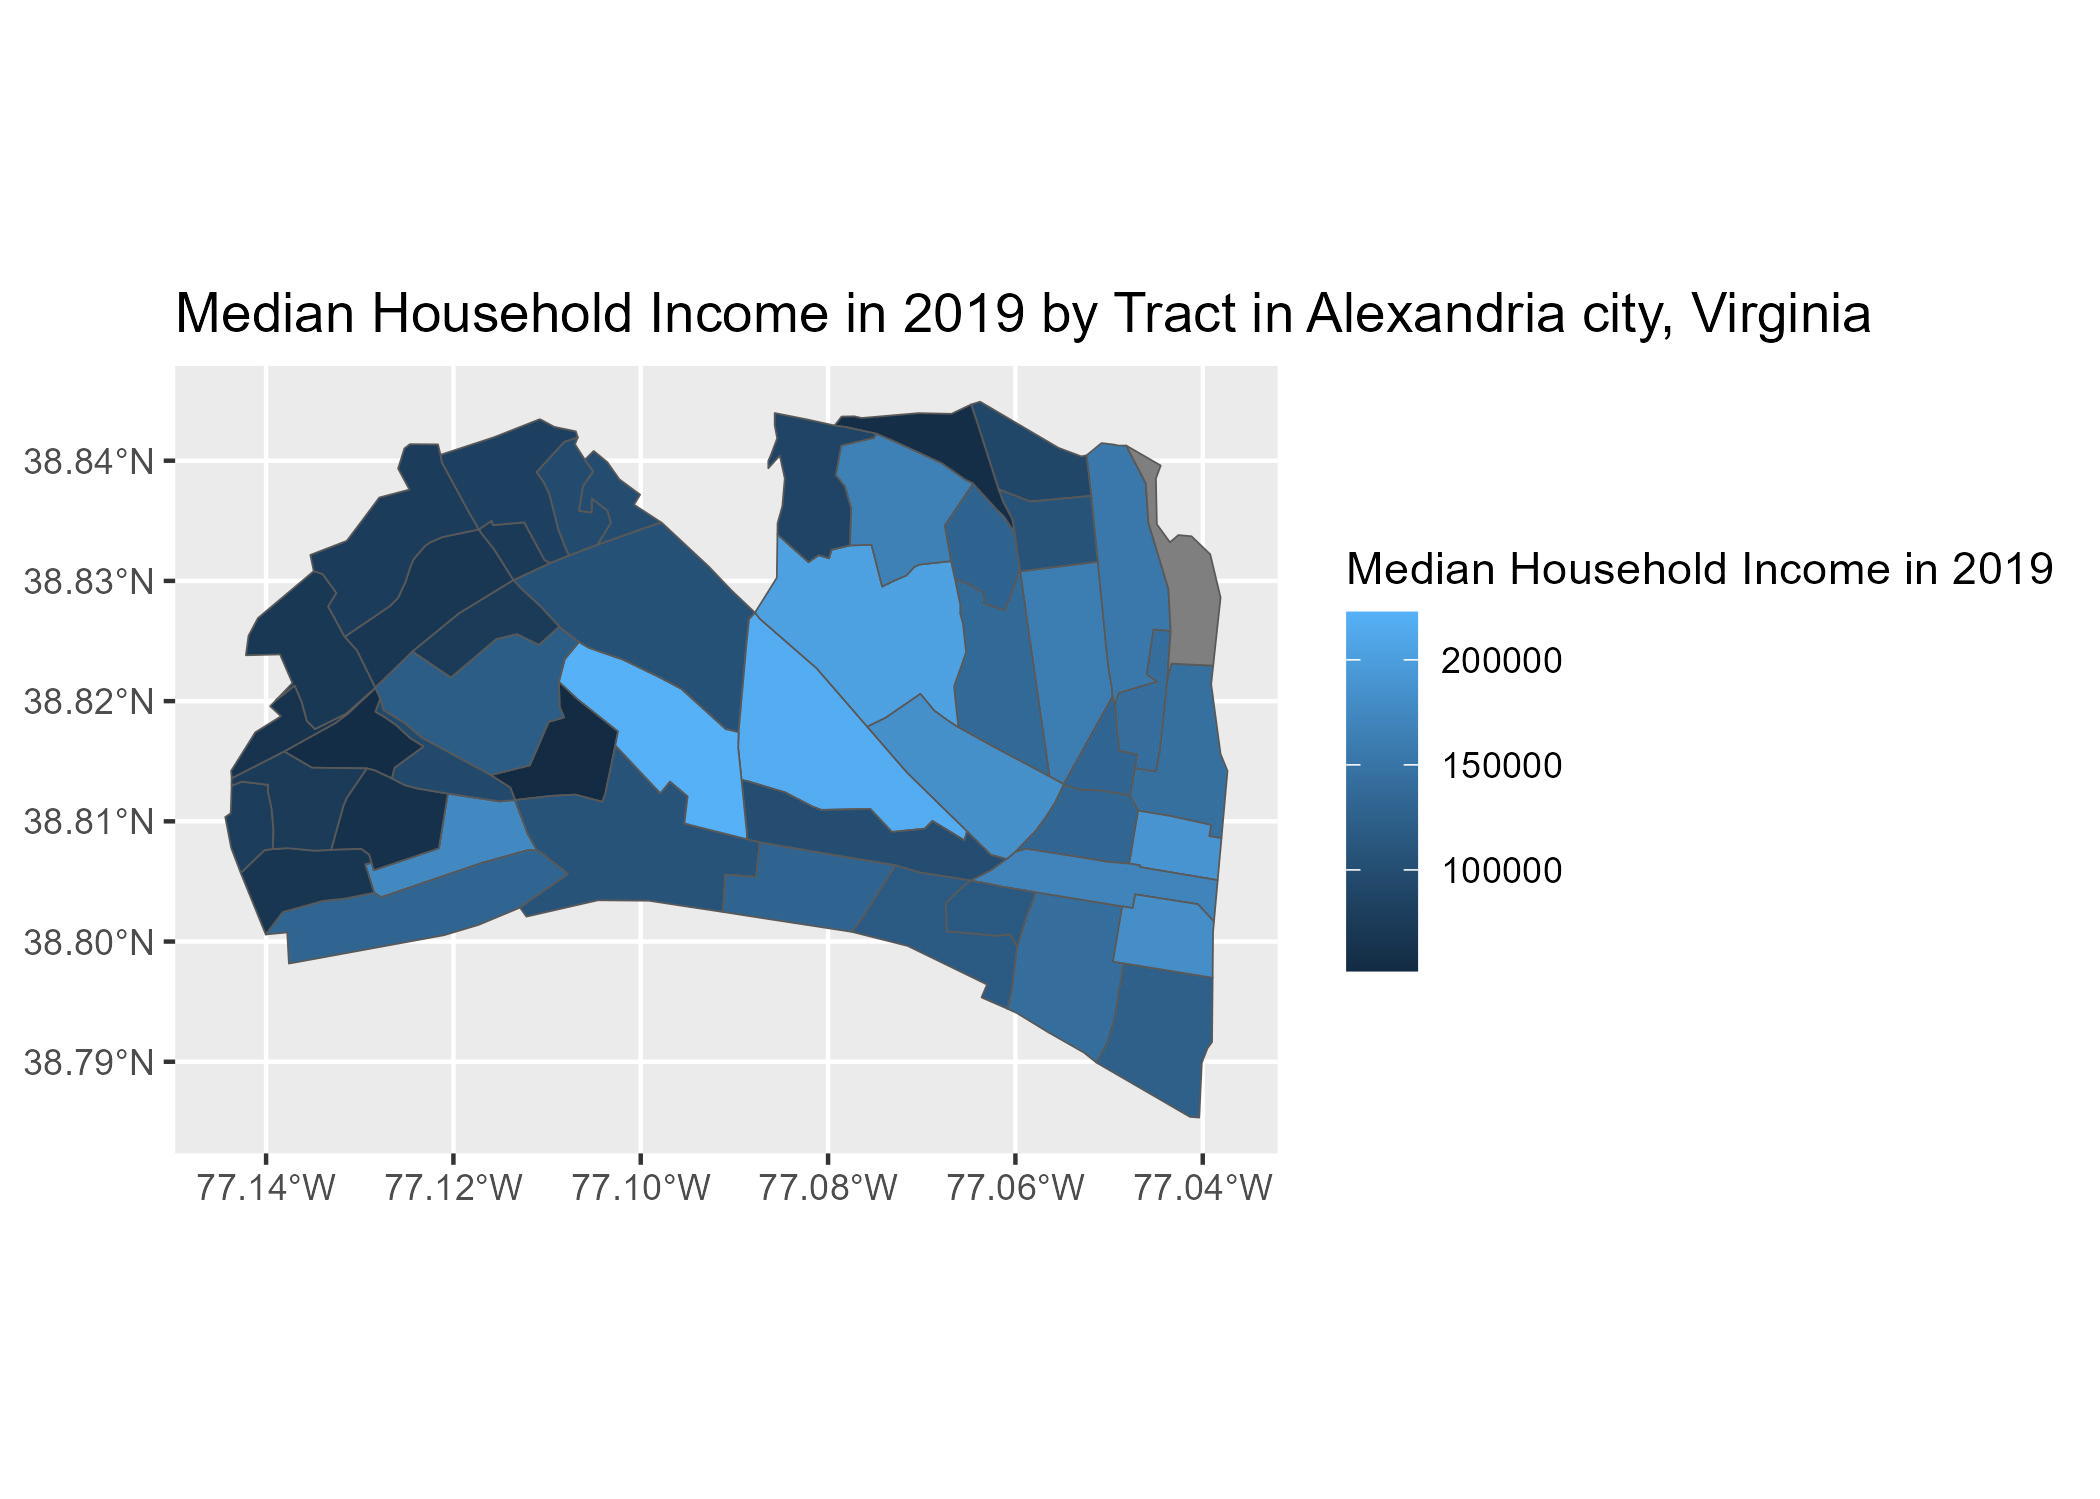 Median Household Income in 2019 by Tract in Alexandria city, Virginia
38.84°N
38.83°N
38.82°N
38.81°N
38.80°N
38.79°N
77.14°W 77.12°W 77.10°W 77.08°W 77.06°W 77.04°W
Median Household Income in 2019
200000
150000
100000